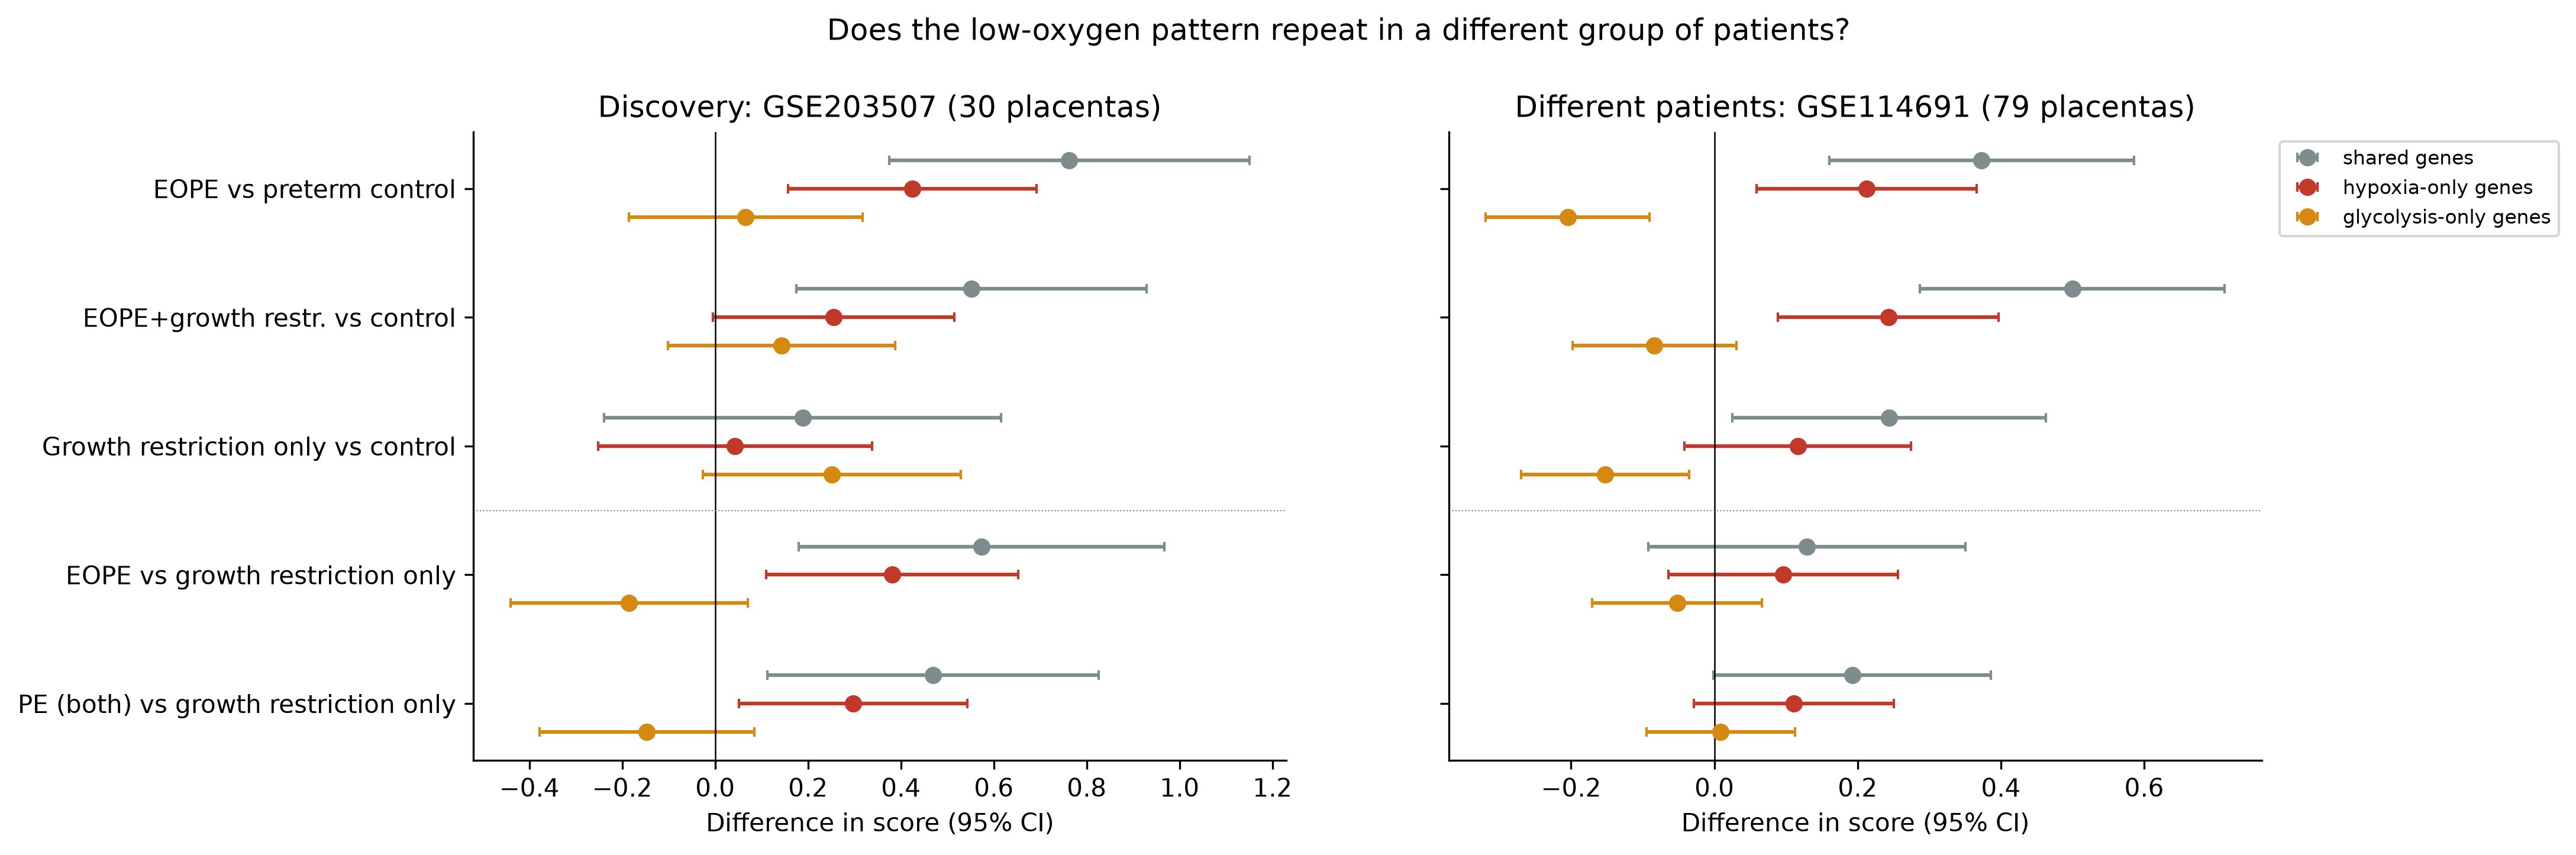 Does the low-oxygen pattern repeat in a different group of patients?
Discovery: GSE203507 (30 placentas)
Different patients: GSE114691 (79 placentas)
shared genes
hypoxia-only genes
glycolysis-only genes
EOPE vs preterm control
EOPE+growth restr. vs control
Growth restriction only vs control
EOPE vs growth restriction only
PE (both) vs growth restriction only
−0.4 −0.2 0.0 0.2 0.4 0.6 0.8 1.0 1.2
−0.2 0.0 0.2 0.4 0.6
Difference in score (95% CI)
Difference in score (95% CI)